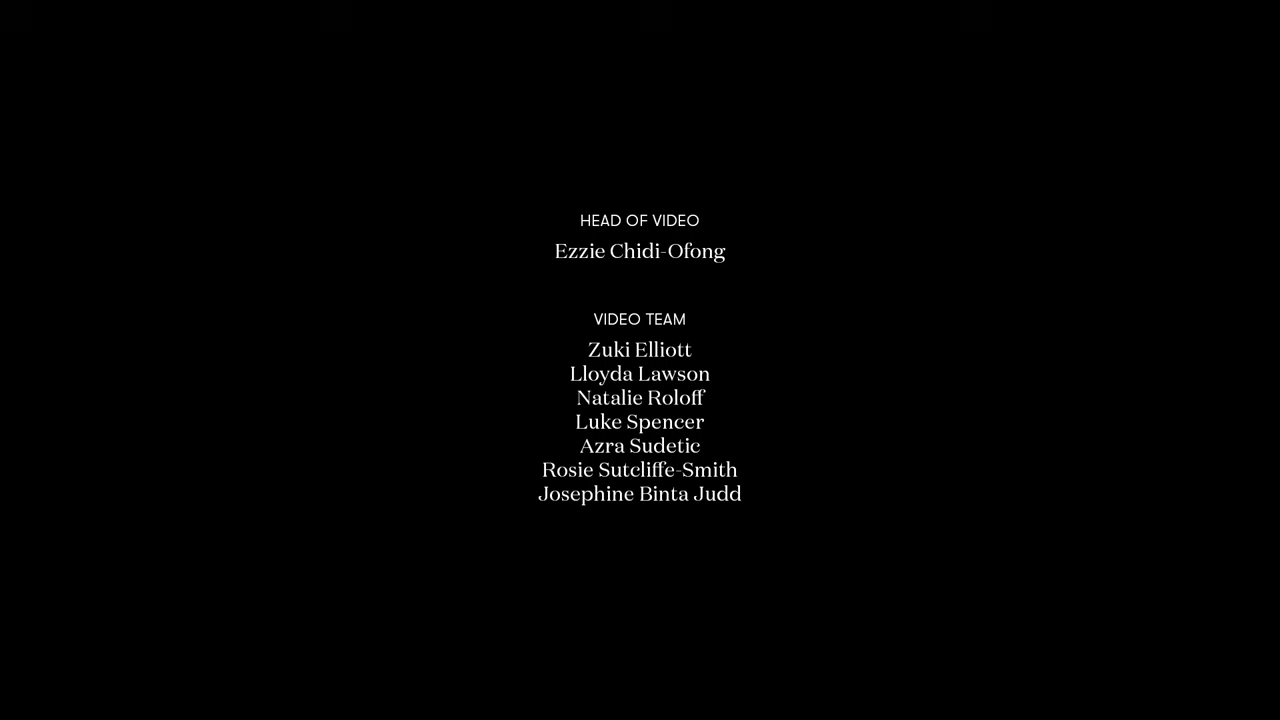 HEAD OF VIDEO
Ezzie Chidi-Ofong
VIDEO TEAM
Zuki Elliott
Lloyda Lawson
Natalie Roloff
Luke Spencer
Azra Sudetic
Rosie Sutcliffe-Smith
Josephine Binta Judd